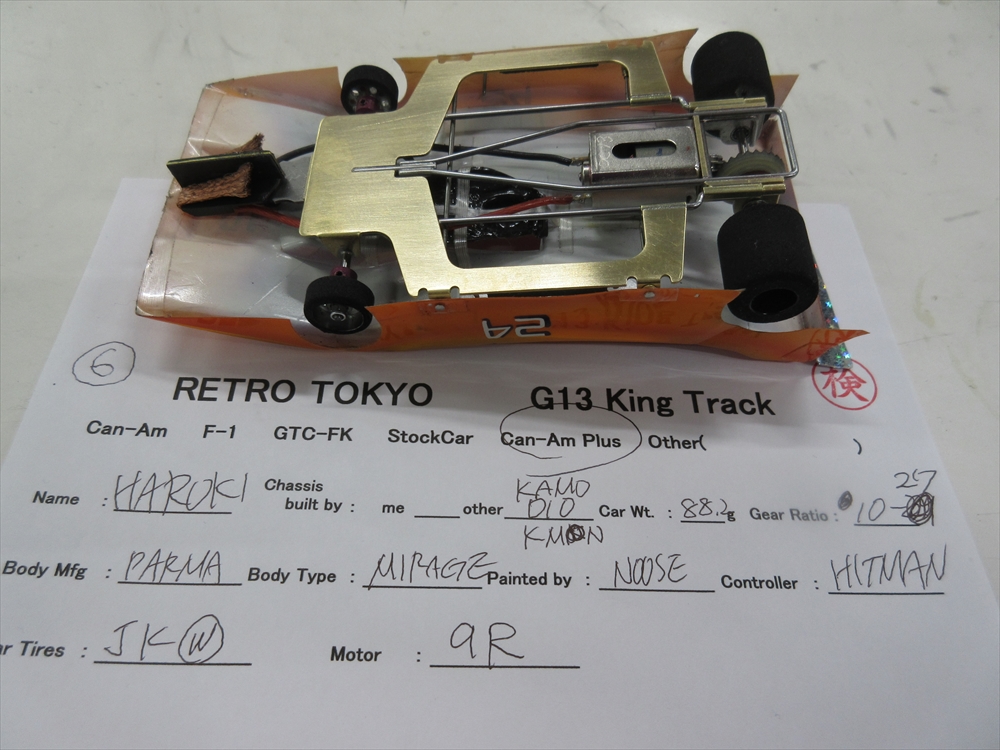 24
6
RETRO TOKYO G13 King Track
検
Can-Am F-1 GTC-FK StockCar Can-Am Plus Other( )
Name : HAROKI Chassis built by : me ___ other KAMO DIO KMON Car Wt. : 88.2g Gear Ratio : 10-27
Body Mfg : PARMA Body Type : MIRAGE Painted by : NOOSE Controller : HITMAN
r Tires : JK W Motor : 9R